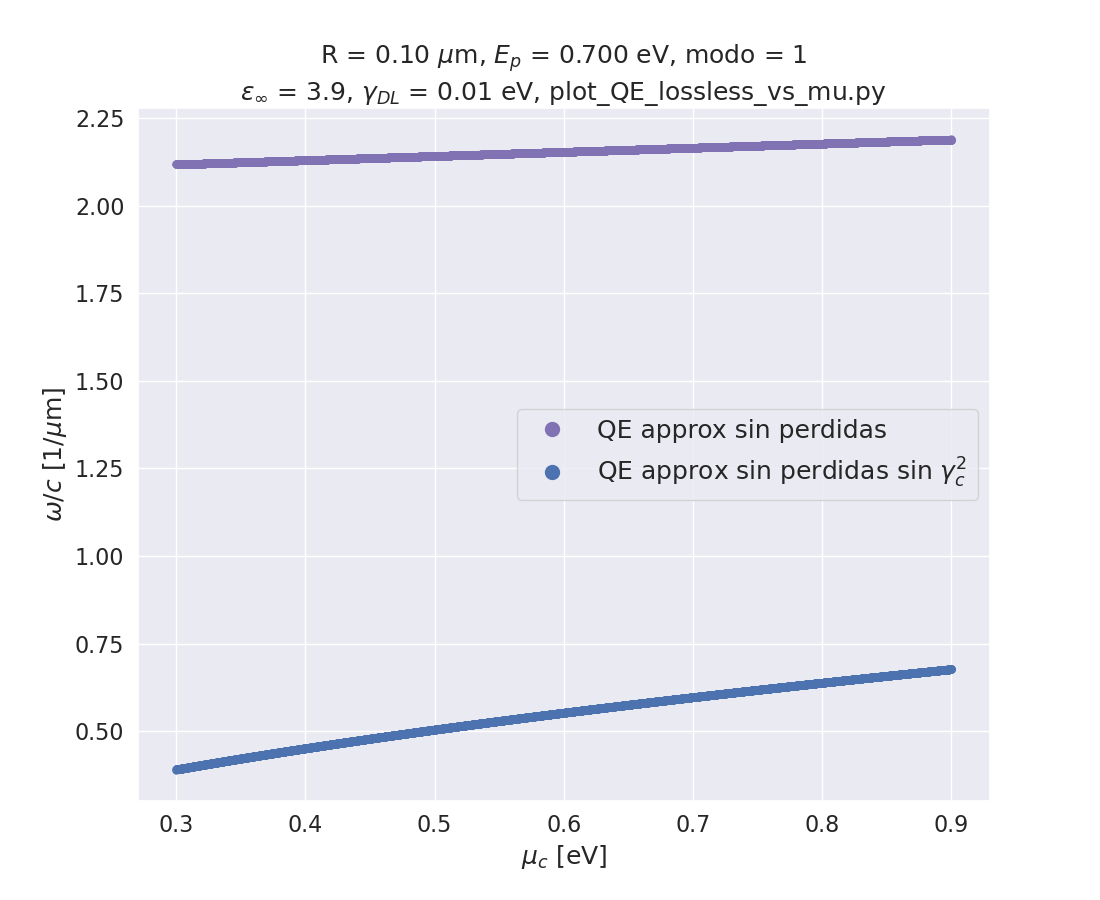 R = 0.10 μm, E_p = 0.700 eV, modo = 1
ε_∞ = 3.9, γ_DL = 0.01 eV, plot_QE_lossless_vs_mu.py
2.25
2.00
1.75
1.50
1.25
1.00
0.75
0.50
ω/c [1/μm]
QE approx sin perdidas
QE approx sin perdidas sin γ_c^2
0.3 0.4 0.5 0.6 0.7 0.8 0.9
μ_c [eV]